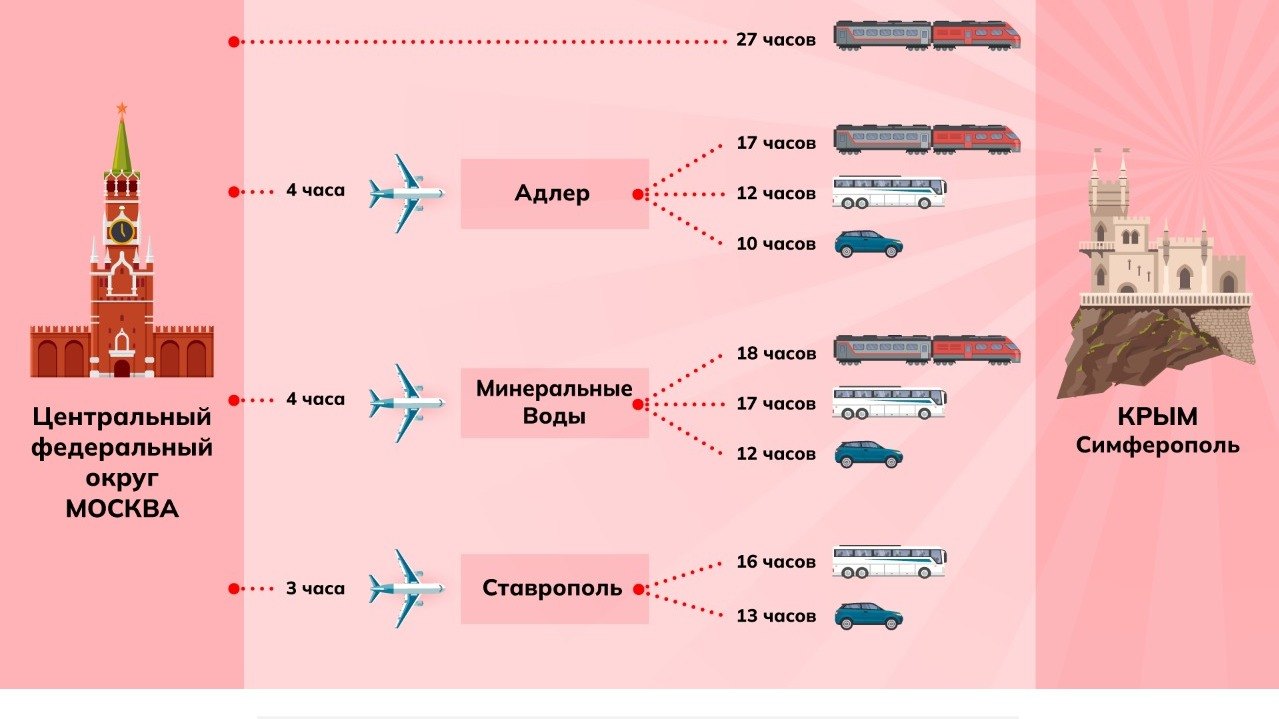 27 часов
17 часов
4 часа
Адлер
12 часов
10 часов
18 часов
4 часа
Минеральные
Воды
17 часов
12 часов
3 часа
Ставрополь
16 часов
13 часов
Центральный
федеральный
округ
МОСКВА
КРЫМ
Симферополь